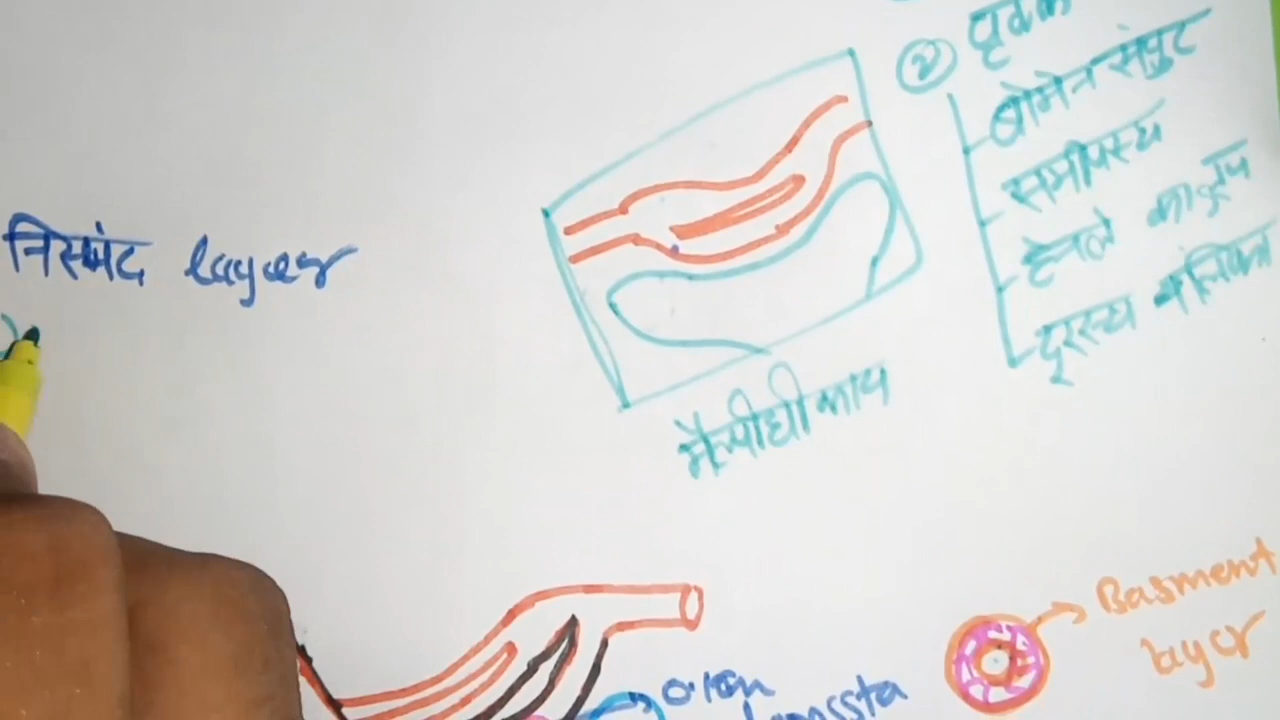 ② वृक्क
बोमेन संपुट
समीपस्थ
हेनले का लूप
दूरस्थ नलिका
निस्यंद layer
मैल्पीघी काय
Basment
layer